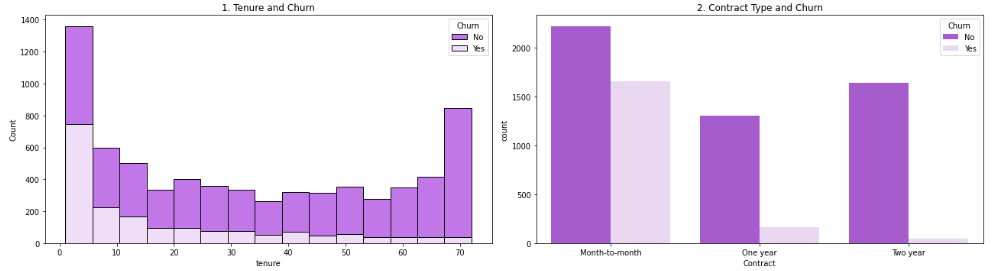 1. Tenure and Churn
Count
1400
1200
1000
800
600
400
200
0
Churn
No
Yes
0 10 20 30 40 50 60 70
tenure
2. Contract Type and Churn
count
2000
1500
1000
500
0
Churn
No
Yes
Month-to-month One year Two year
Contract